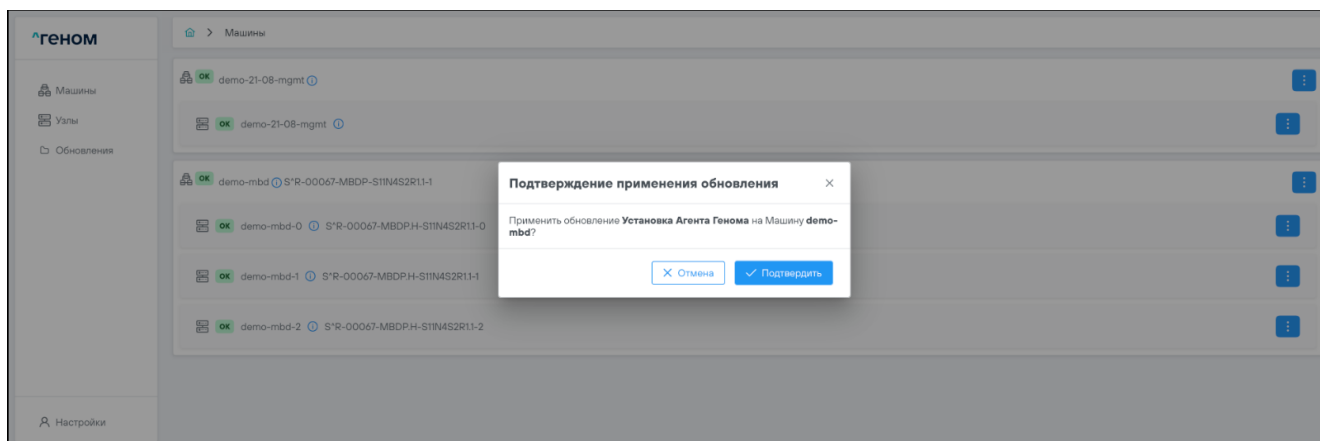 ^геном
Машины
Машины
Узлы
Обновления
Настройки
OK demo-21-08-mgmt
OK demo-21-08-mgmt
OK demo-mbd S*R-00067-MBDP-S11N4S2R1.1-1
OK demo-mbd-0 S*R-00067-MBDP.H-S11N4S2R1.1-0
OK demo-mbd-1 S*R-00067-MBDP.H-S11N4S2R1.1-1
OK demo-mbd-2 S*R-00067-MBDP.H-S11N4S2R1.1-2
Подтверждение применения обновления
Применить обновление Установка Агента Генома на Машину demo-
mbd?
Отмена
Подтвердить